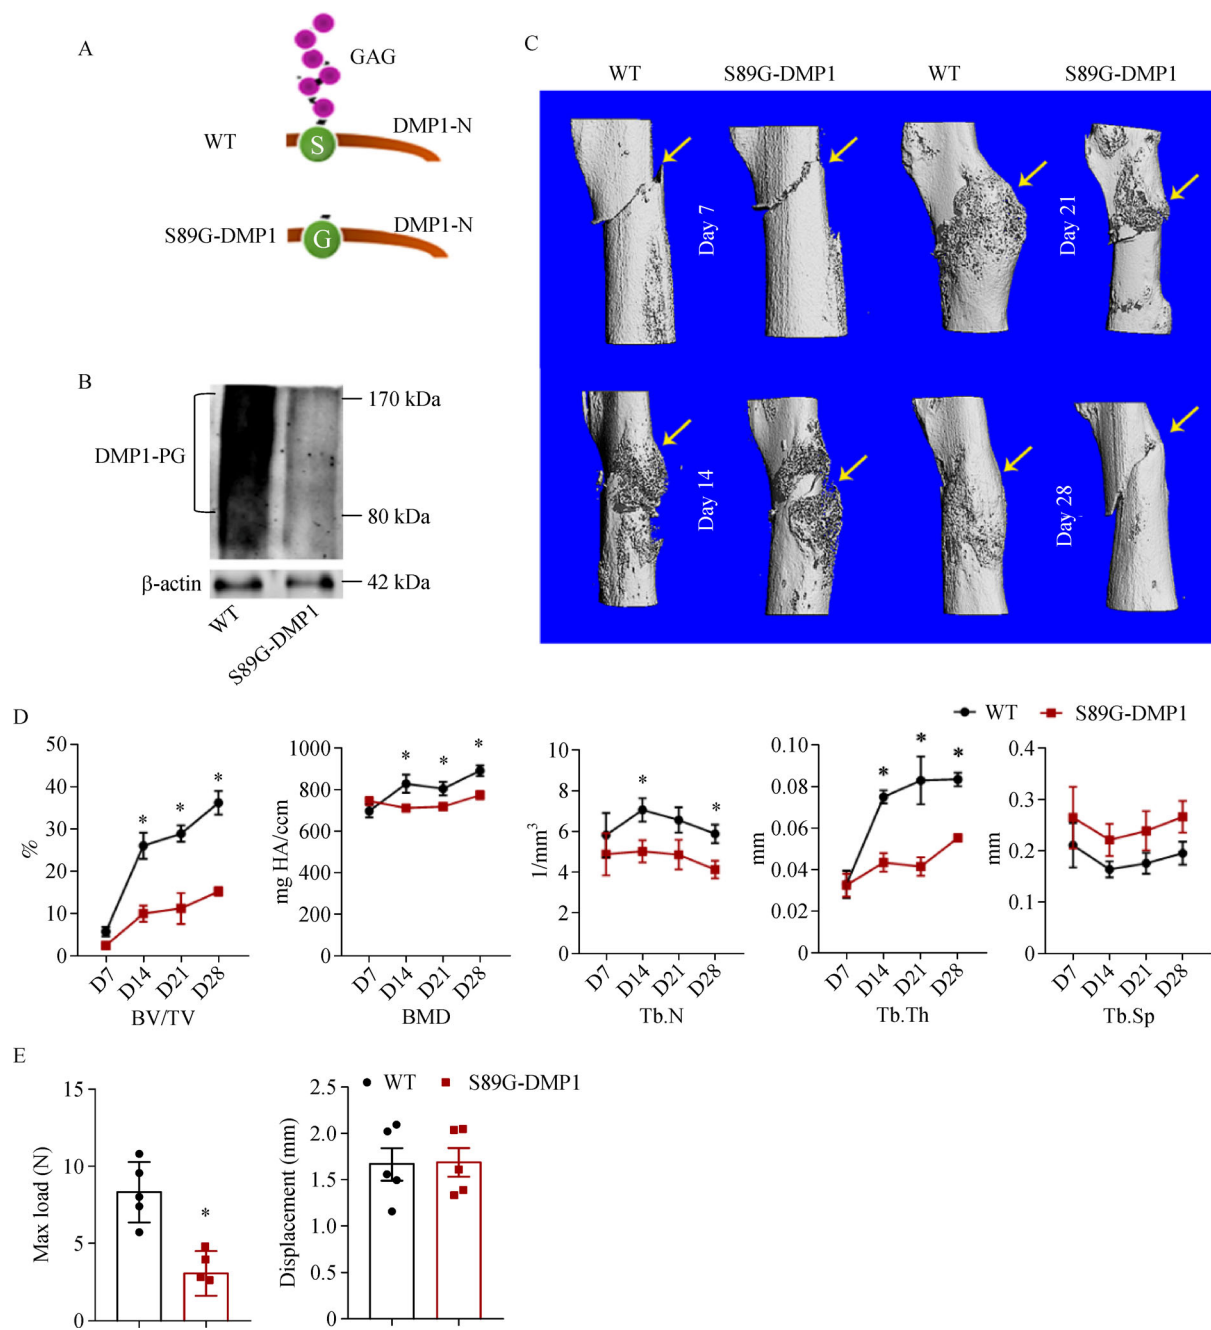 A
GAG
WT
S
DMP1-N
S89G-DMP1
G
DMP1-N
B
170 kDa
DMP1-PG
80 kDa
β-actin
42 kDa
WT
S89G-DMP1
C
WT
S89G-DMP1
WT
S89G-DMP1
Day 7
Day 21
Day 14
Day 28
D
WT
S89G-DMP1
50
40
30
20
10
0
%
*
*
*
D7
D14
D21
D28
BV/TV
1000
800
600
400
200
0
mg HA/ccm
*
*
*
D7
D14
D21
D28
BMD
10
8
6
4
2
0
1/mm³
*
*
D7
D14
D21
D28
Tb.N
0.10
0.08
0.06
0.04
0.02
0.00
mm
*
*
*
D7
D14
D21
D28
Tb.Th
0.4
0.3
0.2
0.1
0
mm
D7
D14
D21
D28
Tb.Sp
E
WT
S89G-DMP1
15
10
5
0
Max load (N)
*
2.5
2.0
1.5
1.0
0.5
0
Displacement (mm)